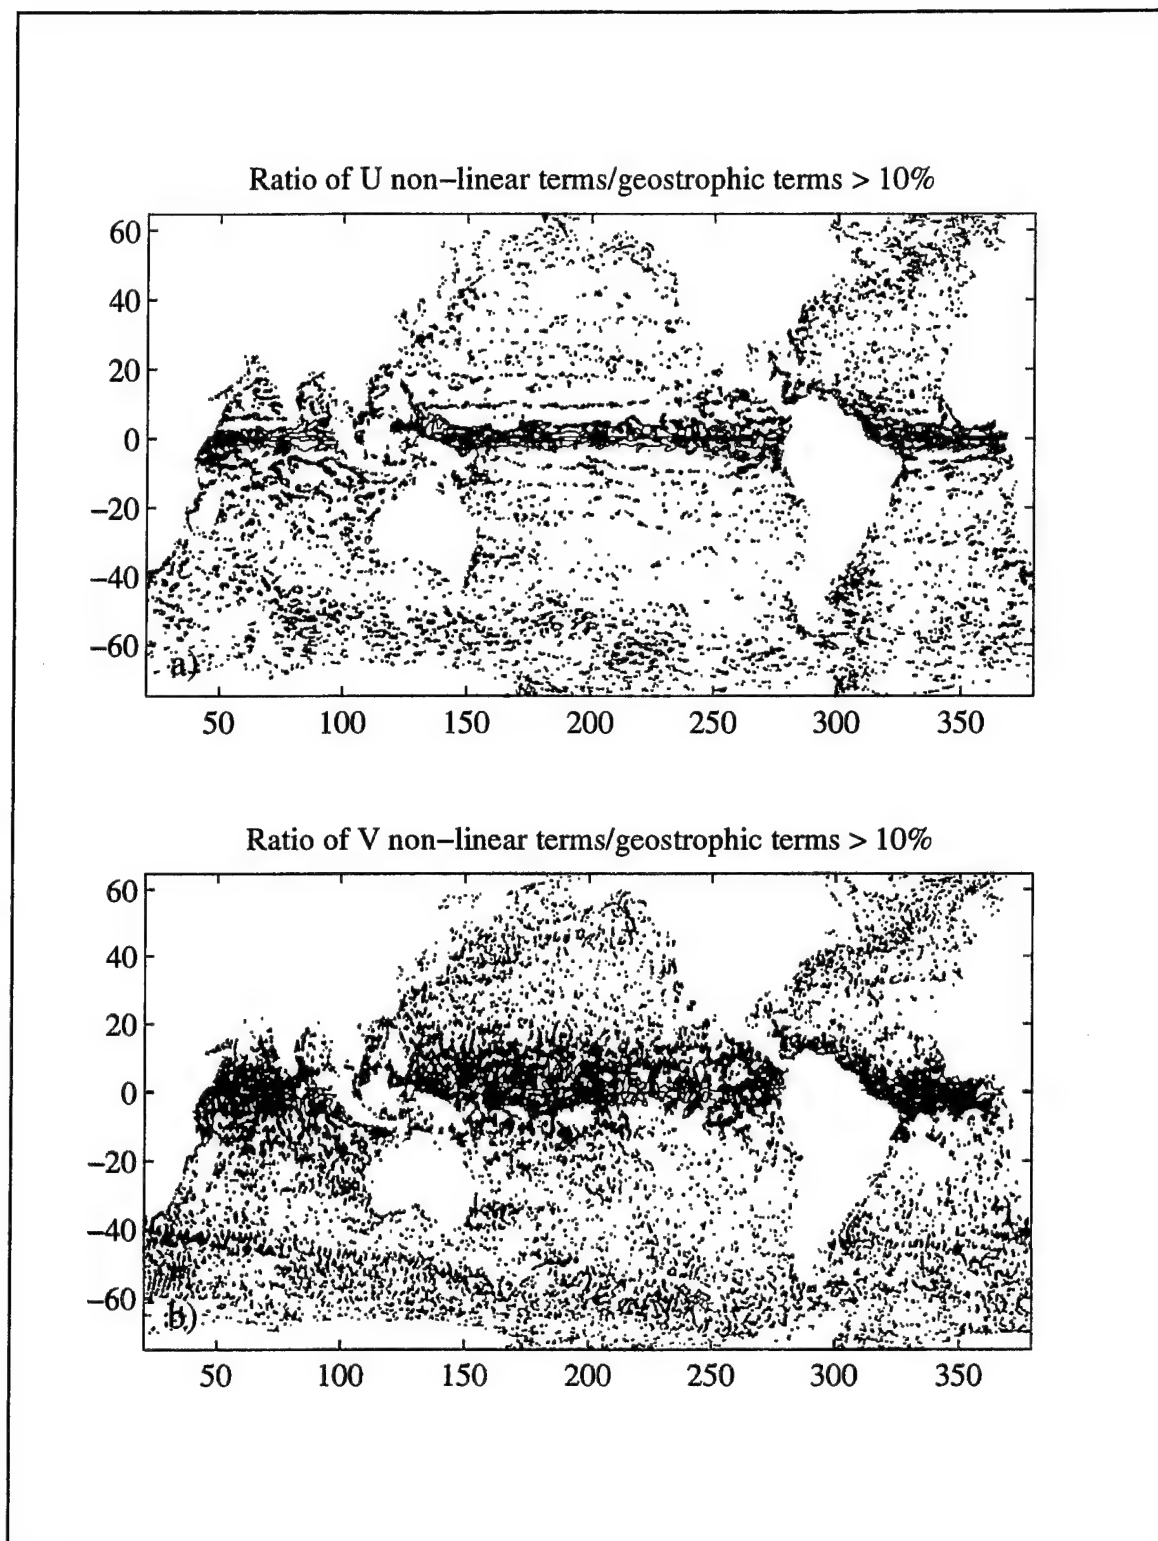 Ratio of U non−linear terms/geostrophic terms > 10%
60
40
20
0
−20
−40
−60
a)
50 100 150 200 250 300 350
Ratio of V non−linear terms/geostrophic terms > 10%
60
40
20
0
−20
−40
−60
b)
50 100 150 200 250 300 350